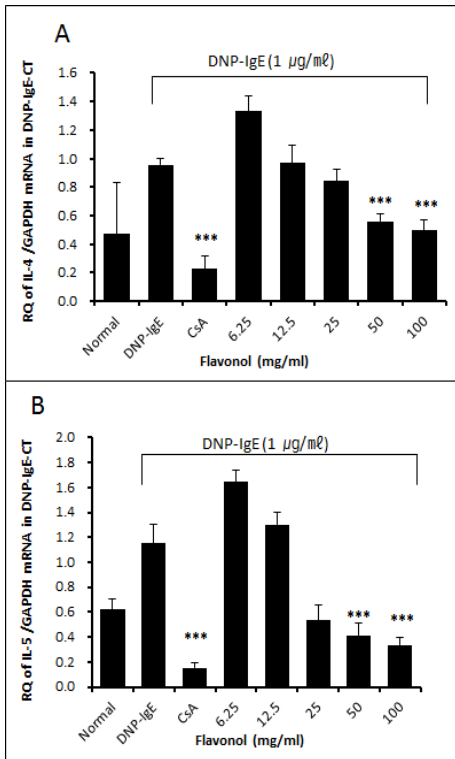 A
DNP-IgE (1 μg/㎖)
RQ of IL-4 /GAPDH mRNA in DNP-IgE-CT
1.6
1.4
1.2
1.0
0.8
0.6
0.4
0.2
0.0
***
***
***
Normal
DNP-IgE
CsA
6.25
12.5
25
50
100
Flavonol (mg/ml)
B
DNP-IgE (1 μg/㎖)
RQ of IL-5 /GAPDH mRNA in DNP-IgE-CT
2.0
1.8
1.6
1.4
1.2
1.0
0.8
0.6
0.4
0.2
0.0
***
***
***
Normal
DNP-IgE
CsA
6.25
12.5
25
50
100
Flavonol (mg/ml)